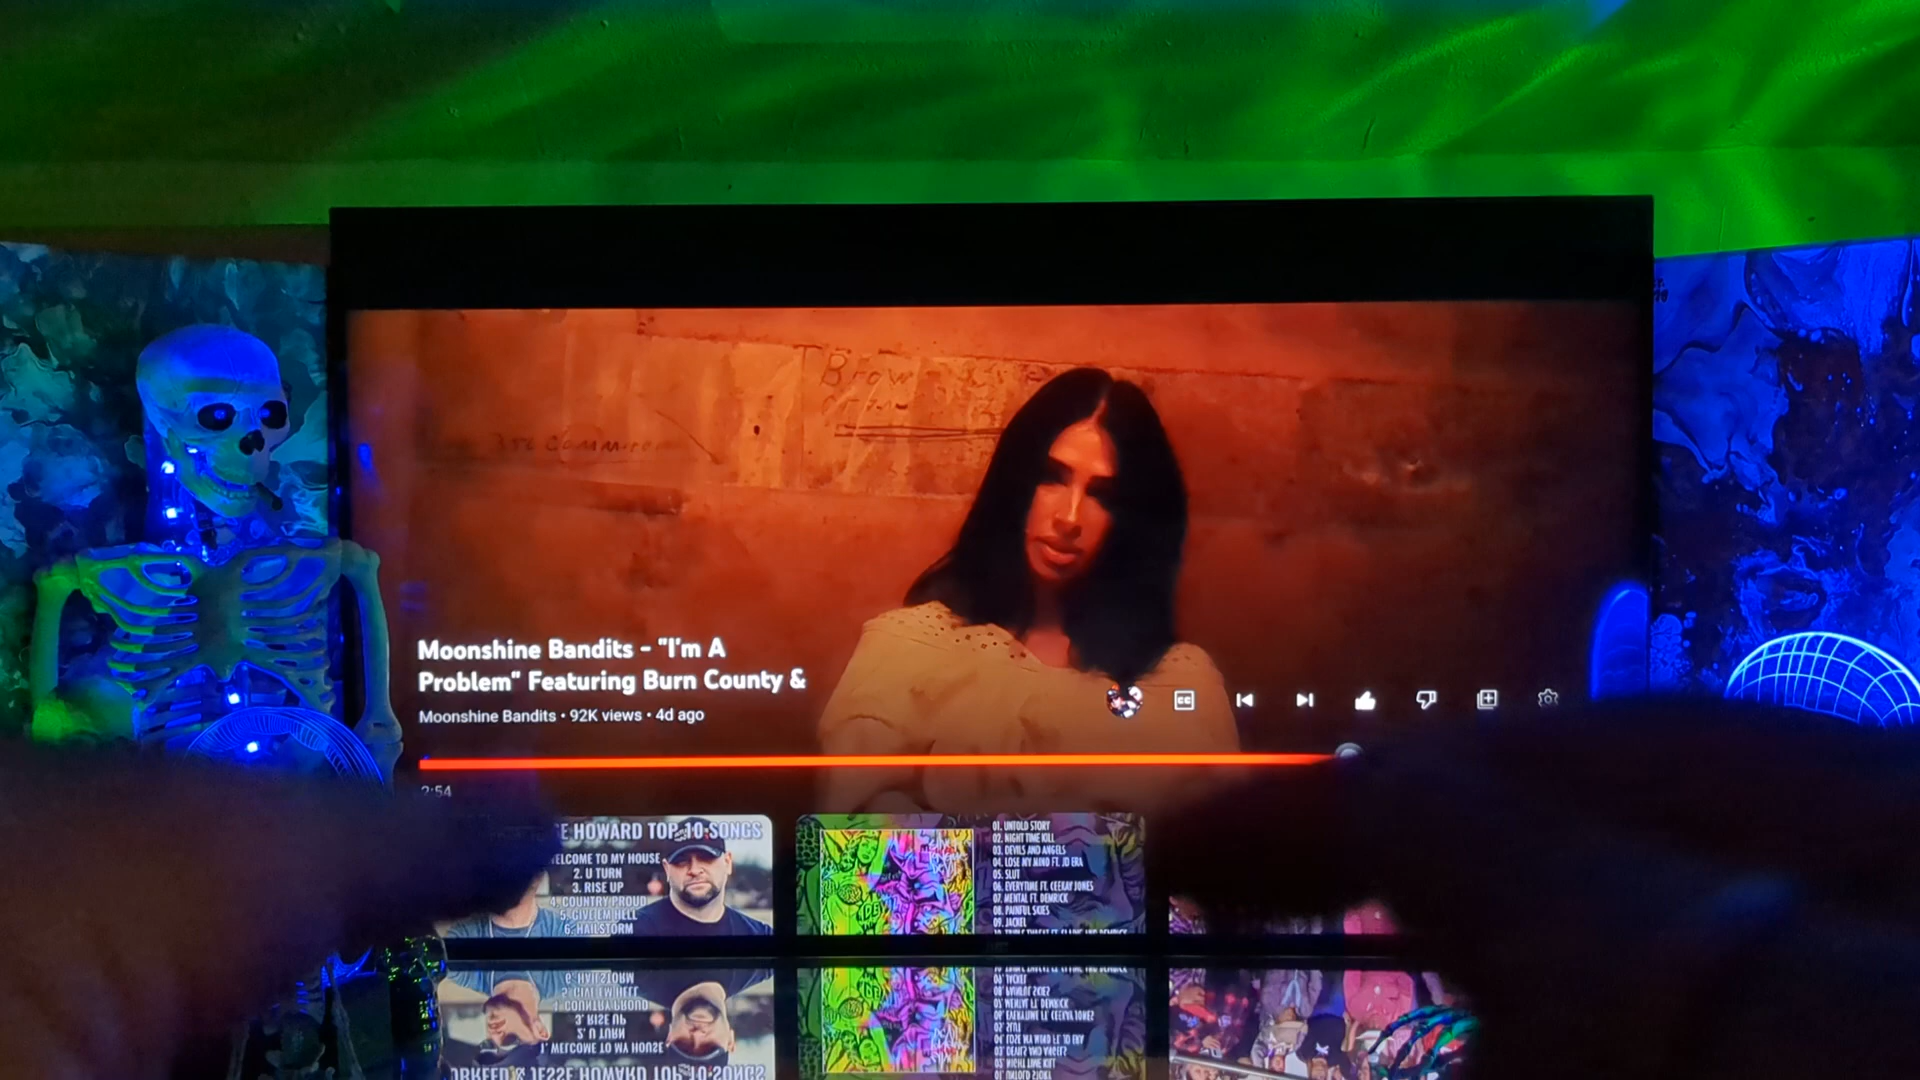 Brow
Moonshine Bandits - "I'm A
Problem" Featuring Burn County &
Moonshine Bandits • 92K views • 4d ago
CC
2:54
E HOWARD TOP 10 SONGS
ELCOME TO MY HOUSE
2. U TURN
3. RISE UP
4. COUNTRY PROUD
5. GIVE EM HELL
6. HAILSTORM
01. UNTOLD STORY
02. NIGHT TIME KILL
03. DEVILS AND ANGELS
04. LOSE MY MIND FT. JD ERA
05. SLUT
06. EVERYTIME FT. CEEKAY JONES
07. MENTAL FT. DEMRICK
08. PAINFUL SKIES
09. JACKEL